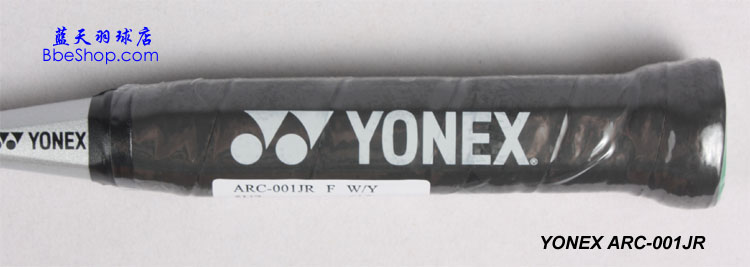 蓝天羽球店
BbeShop.com
YONEX
YONEX
ARC-001JR F W/Y
YONEX ARC-001JR